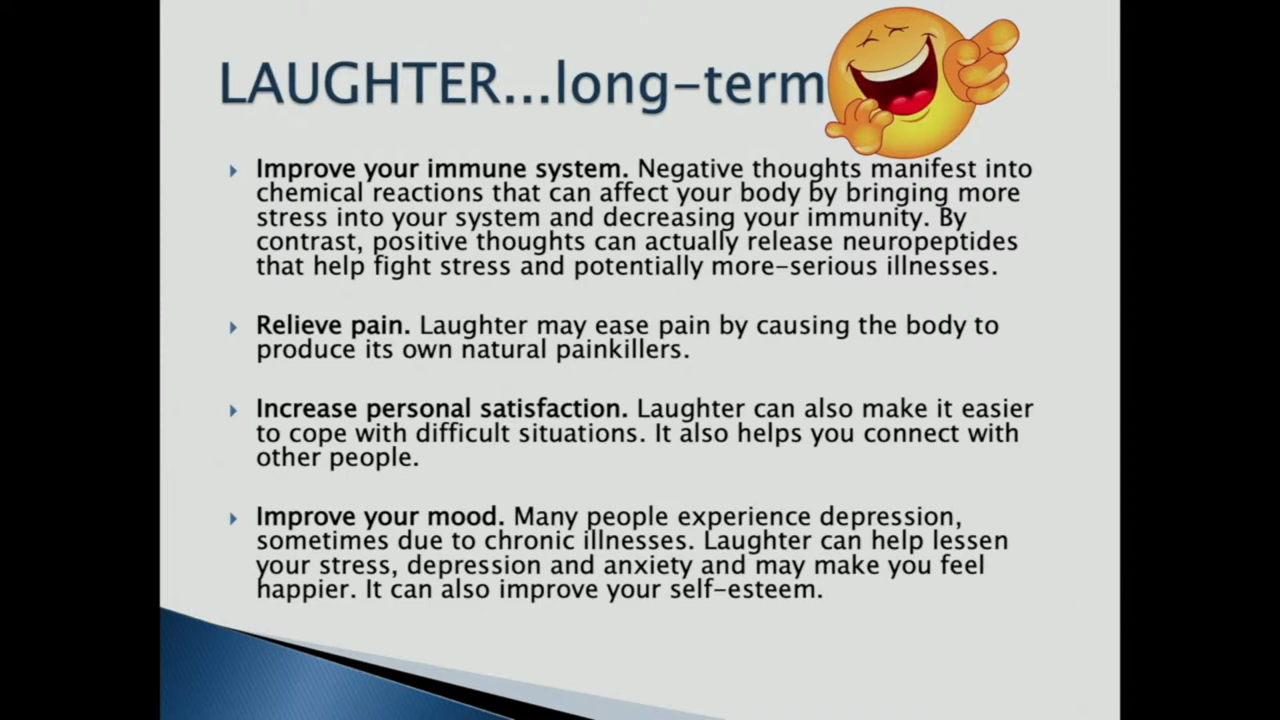 LAUGHTER...long-term
Improve your immune system. Negative thoughts manifest into
chemical reactions that can affect your body by bringing more
stress into your system and decreasing your immunity. By
contrast, positive thoughts can actually release neuropeptides
that help fight stress and potentially more-serious illnesses.
Relieve pain. Laughter may ease pain by causing the body to
produce its own natural painkillers.
Increase personal satisfaction. Laughter can also make it easier
to cope with difficult situations. It also helps you connect with
other people.
Improve your mood. Many people experience depression,
sometimes due to chronic illnesses. Laughter can help lessen
your stress, depression and anxiety and may make you feel
happier. It can also improve your self-esteem.